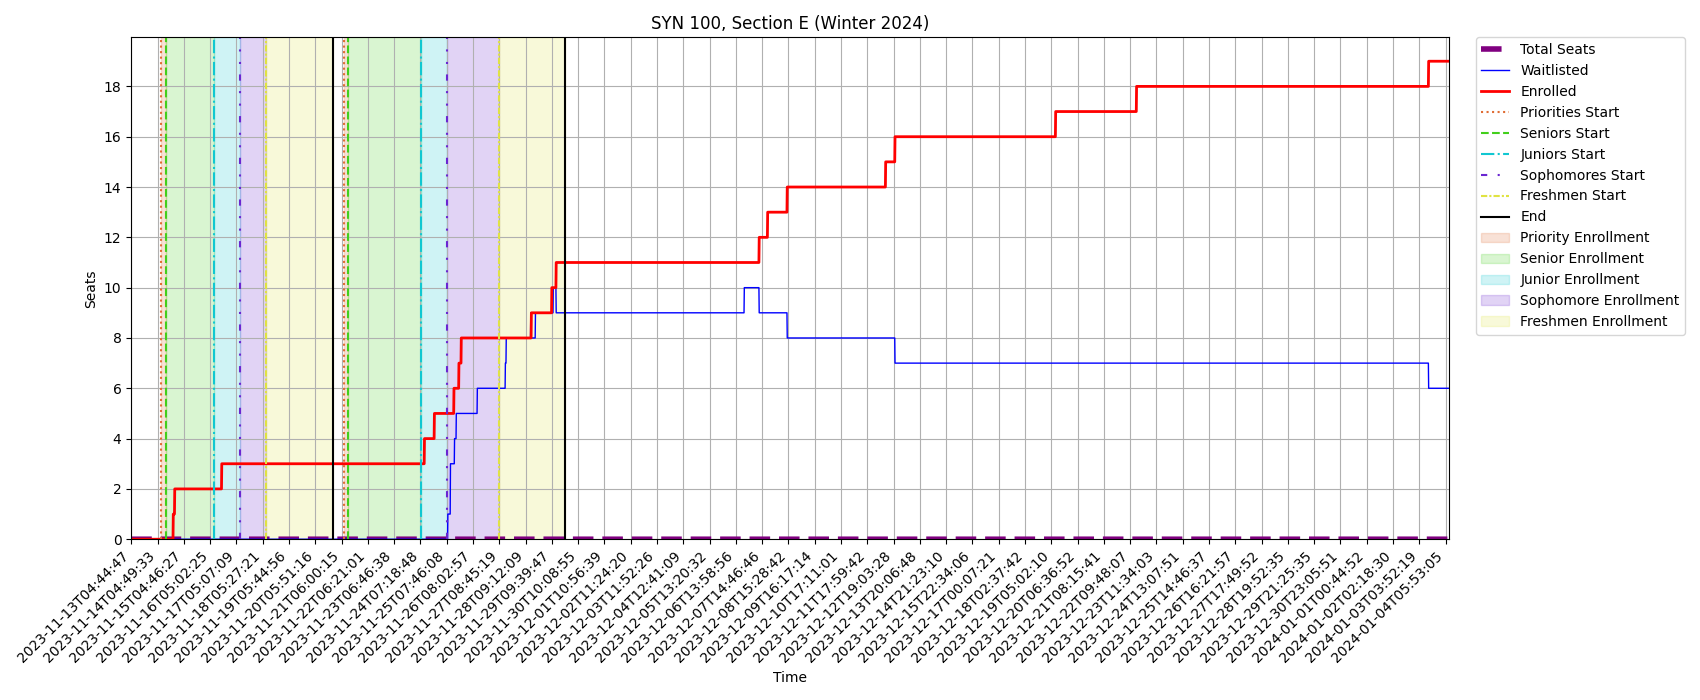 SYN 100, Section E (Winter 2024)
Seats
18
16
14
12
10
8
6
4
2
0
2023-11-13T04:44:47
2023-11-14T04:49:33
2023-11-15T04:46:27
2023-11-16T05:02:25
2023-11-17T05:07:09
2023-11-18T05:27:21
2023-11-19T05:44:56
2023-11-20T05:51:16
2023-11-21T06:00:15
2023-11-22T06:21:01
2023-11-23T06:46:38
2023-11-24T07:18:48
2023-11-25T07:46:08
2023-11-26T08:02:57
2023-11-27T08:45:19
2023-11-28T09:12:09
2023-11-29T09:39:47
2023-11-30T10:08:55
2023-12-01T10:56:39
2023-12-02T11:24:20
2023-12-03T11:52:26
2023-12-04T12:41:09
2023-12-05T13:20:32
2023-12-06T13:58:56
2023-12-07T14:46:46
2023-12-08T15:28:42
2023-12-09T16:17:14
2023-12-10T17:11:01
2023-12-11T17:59:42
2023-12-12T19:03:28
2023-12-13T20:06:48
2023-12-14T21:23:10
2023-12-15T22:34:06
2023-12-17T00:07:21
2023-12-18T02:37:42
2023-12-19T05:02:10
2023-12-20T06:36:52
2023-12-21T08:15:41
2023-12-22T09:48:07
2023-12-23T11:34:03
2023-12-24T13:07:51
2023-12-25T14:46:37
2023-12-26T16:21:57
2023-12-27T17:49:52
2023-12-28T19:52:35
2023-12-29T21:25:35
2023-12-30T23:05:51
2024-01-01T00:44:52
2024-01-02T02:18:30
2024-01-03T03:52:19
2024-01-04T05:53:05
Time
Total Seats
Waitlisted
Enrolled
Priorities Start
Seniors Start
Juniors Start
Sophomores Start
Freshmen Start
End
Priority Enrollment
Senior Enrollment
Junior Enrollment
Sophomore Enrollment
Freshmen Enrollment